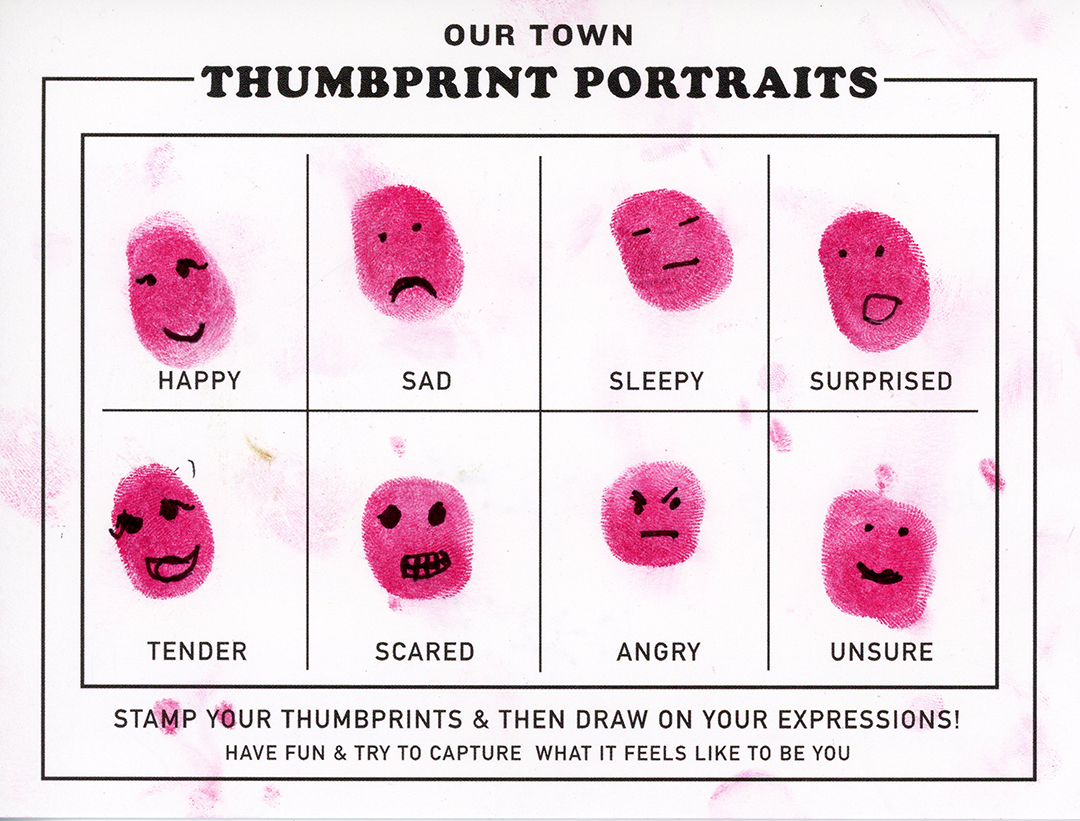 OUR TOWN
THUMBPRINT PORTRAITS
HAPPY
SAD
SLEEPY
SURPRISED
TENDER
SCARED
ANGRY
UNSURE
STAMP YOUR THUMBPRINTS & THEN DRAW ON YOUR EXPRESSIONS!
HAVE FUN & TRY TO CAPTURE WHAT IT FEELS LIKE TO BE YOU